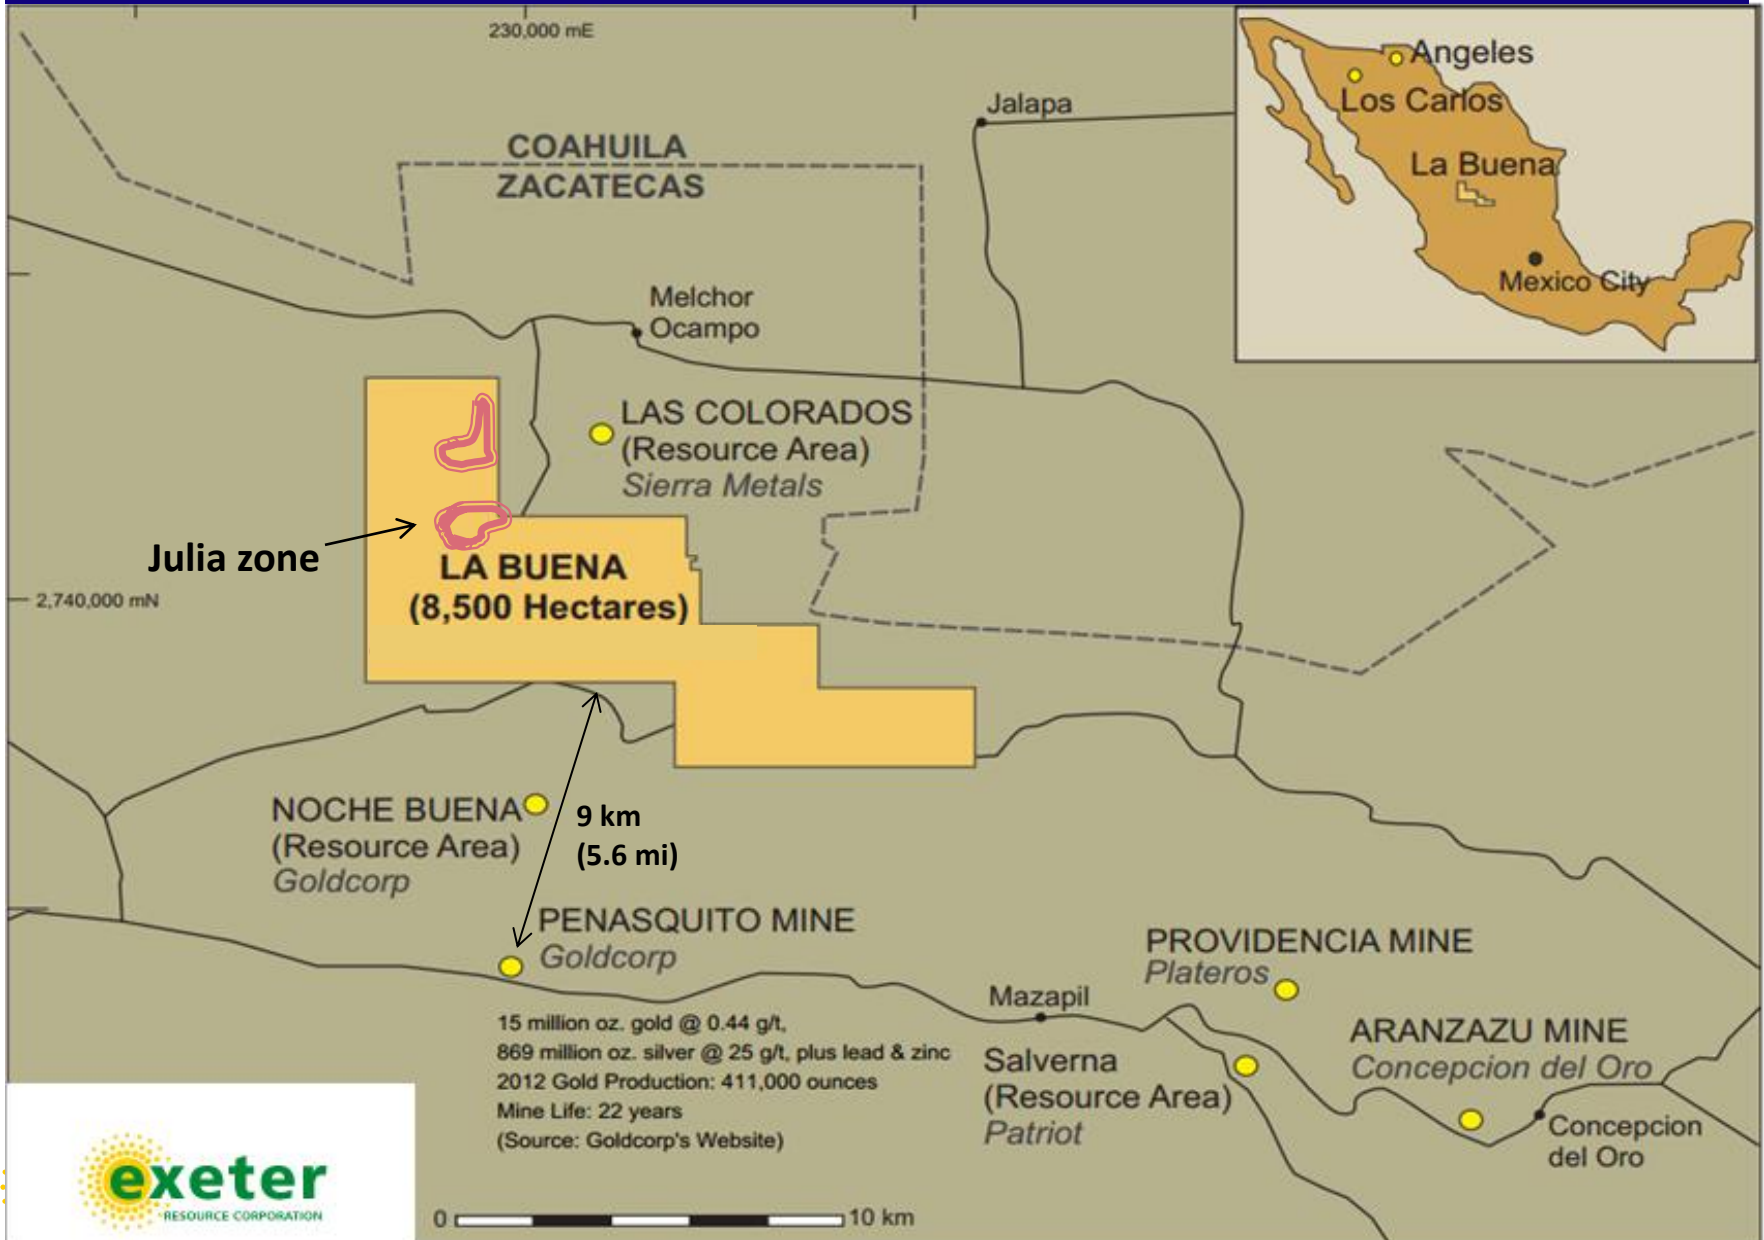 230,000 mE
Angeles
Los Carlos
La Buena
Mexico City
Jalapa
COAHUILA
ZACATECAS
Melchor
Ocampo
LAS COLORADOS
(Resource Area)
Sierra Metals
Julia zone
LA BUENA
(8,500 Hectares)
2,740,000 mN
NOCHE BUENA
(Resource Area)
Goldcorp
9 km
(5.6 mi)
PENASQUITO MINE
Goldcorp
15 million oz. gold @ 0.44 g/t,
869 million oz. silver @ 25 g/t, plus lead & zinc
2012 Gold Production: 411,000 ounces
Mine Life: 22 years
(Source: Goldcorp's Website)
PROVIDENCIA MINE
Plateros
Mazapil
Salverna
(Resource Area)
Patriot
ARANZAZU MINE
Concepcion del Oro
Concepcion
del Oro
exeter
RESOURCE CORPORATION
0 10 km